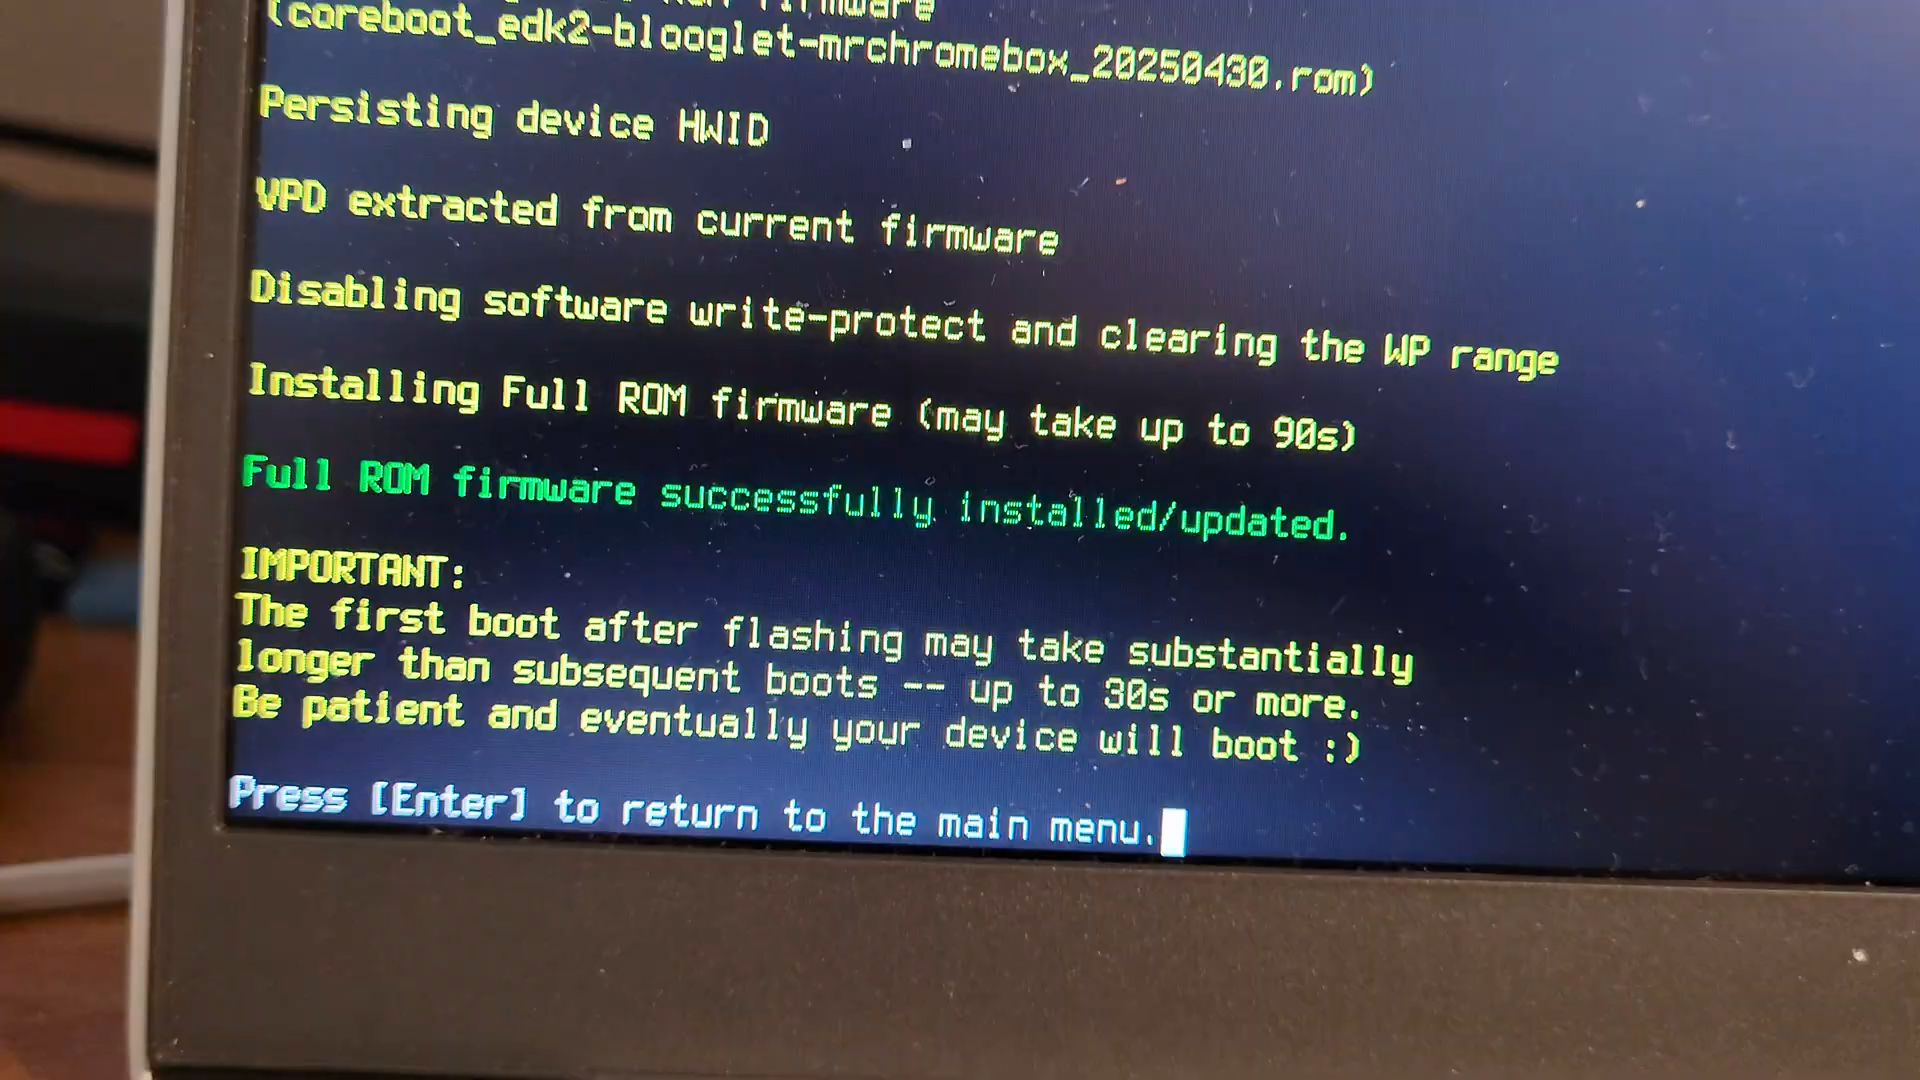 firmware
(coreboot_edk2-blooglet-mrchromebox_20250430.rom)
Persisting device HWID
VPD extracted from current firmware
Disabling software write-protect and clearing the WP range
Installing Full ROM firmware (may take up to 90s)
Full ROM firmware successfully installed/updated.
IMPORTANT:
The first boot after flashing may take substantially
longer than subsequent boots -- up to 30s or more.
Be patient and eventually your device will boot :)
Press [Enter] to return to the main menu.